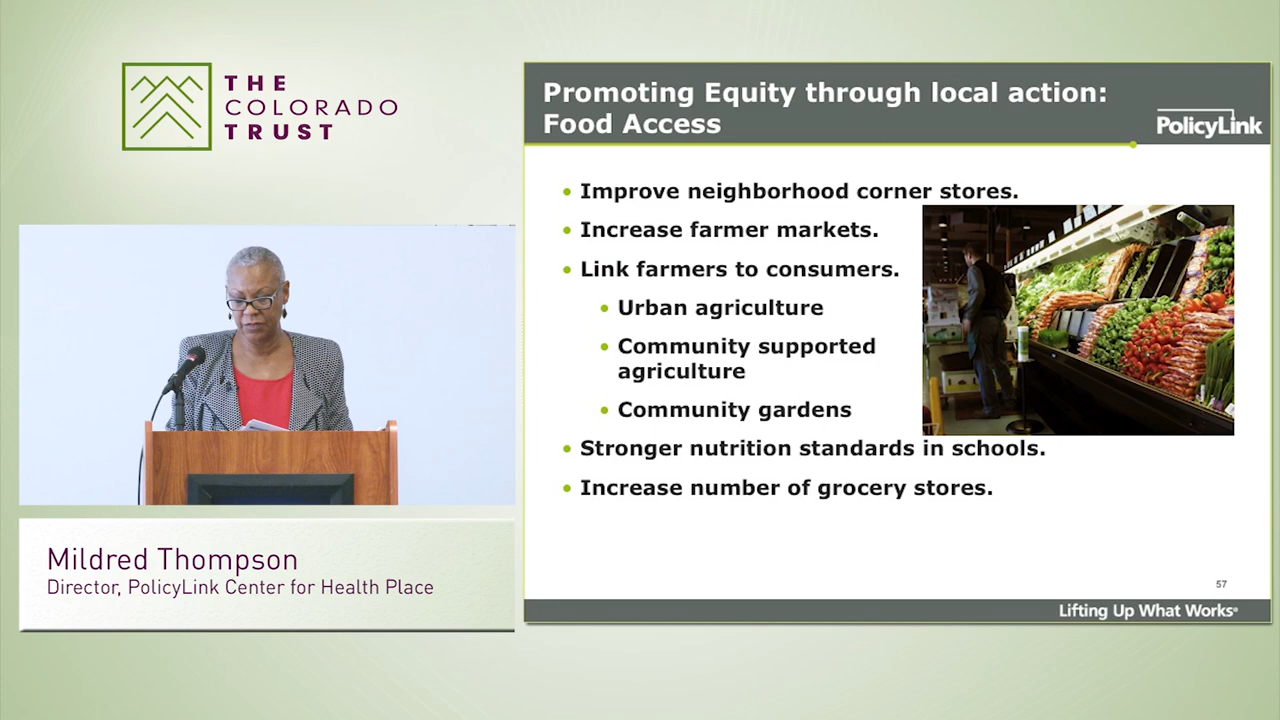 THE
COLORADO
TRUST
Promoting Equity through local action:
Food Access
PolicyLink
• Improve neighborhood corner stores.
• Increase farmer markets.
• Link farmers to consumers.
• Urban agriculture
• Community supported
agriculture
• Community gardens
• Stronger nutrition standards in schools.
• Increase number of grocery stores.
57
Lifting Up What Works®
Mildred Thompson
Director, PolicyLink Center for Health Place